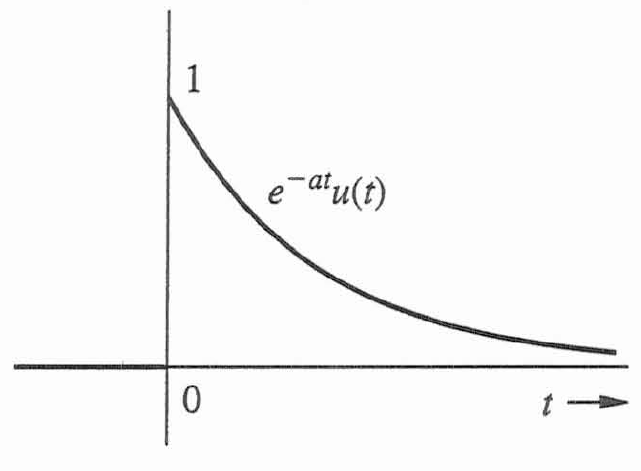 1
e^{-at}u(t)
0
t →